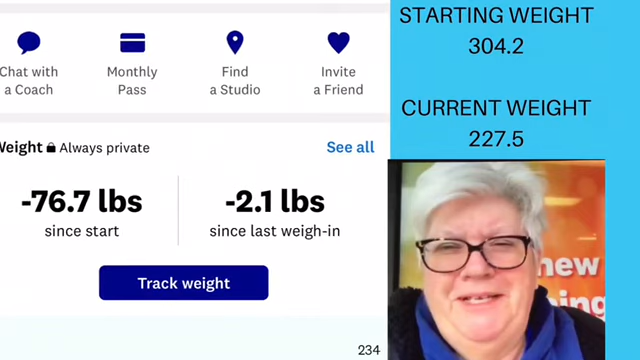 STARTING WEIGHT
304.2
CURRENT WEIGHT
227.5
Chat with
a Coach
Monthly
Pass
Find
a Studio
Invite
a Friend
Weight Always private
See all
-76.7 lbs
since start
-2.1 lbs
since last weigh-in
Track weight
234
new